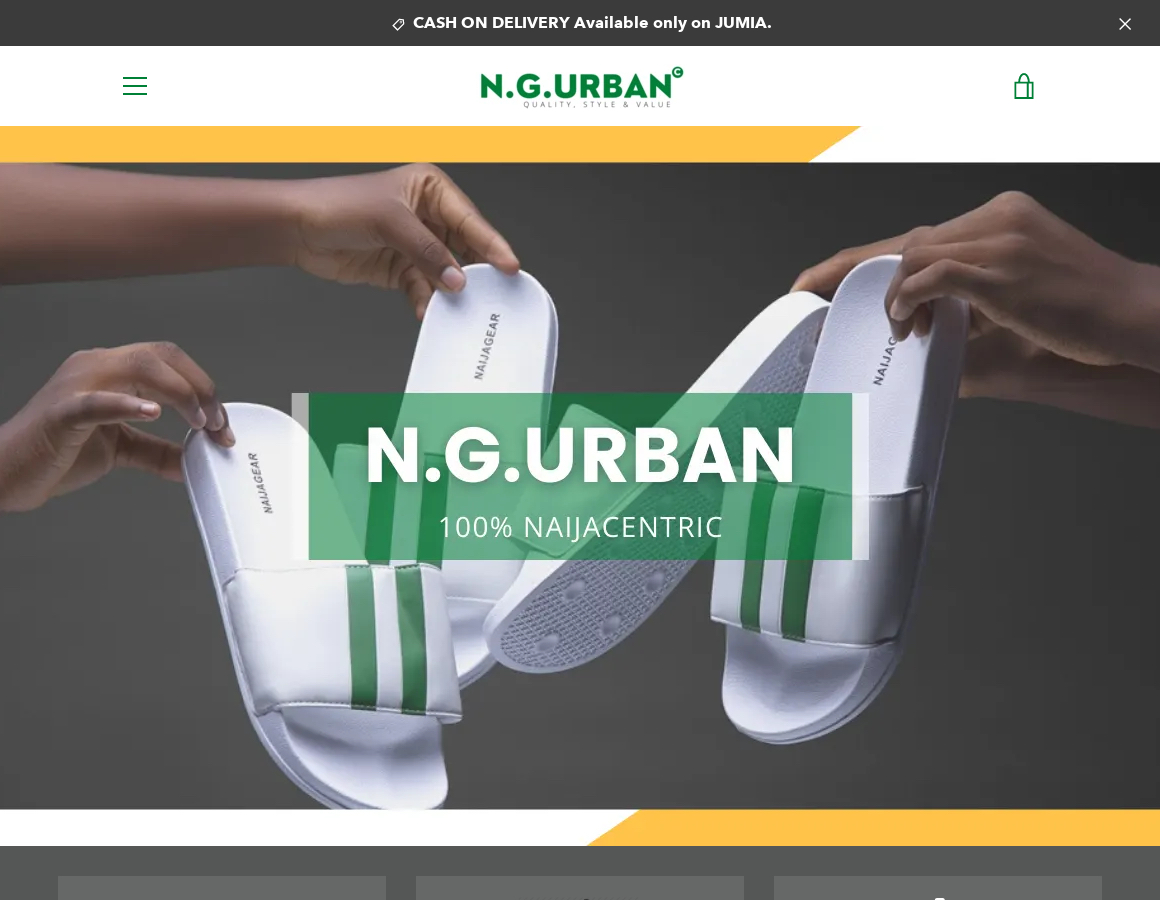 CASH ON DELIVERY Available only on JUMIA.
N.G.URBAN©
QUALITY, STYLE & VALUE
NAIJAGEAR
NAIJAG
NAIJAGEAR
N.G.URBAN
100% NAIJACENTRIC